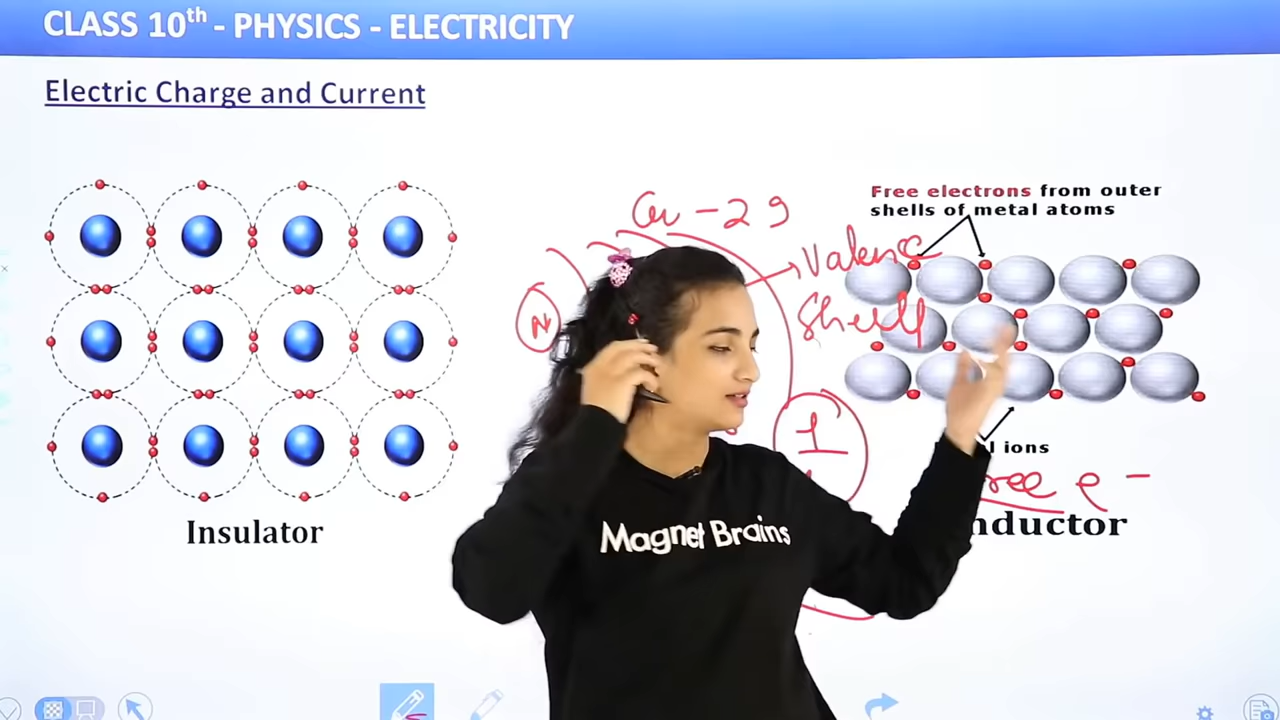 CLASS 10th - PHYSICS - ELECTRICITY
Electric Charge and Current
Cu - 29
Valence
Shell
N
1
Free electrons from outer
shells of metal atoms
l ions
ree e -
nductor
Insulator
Magnet Brains